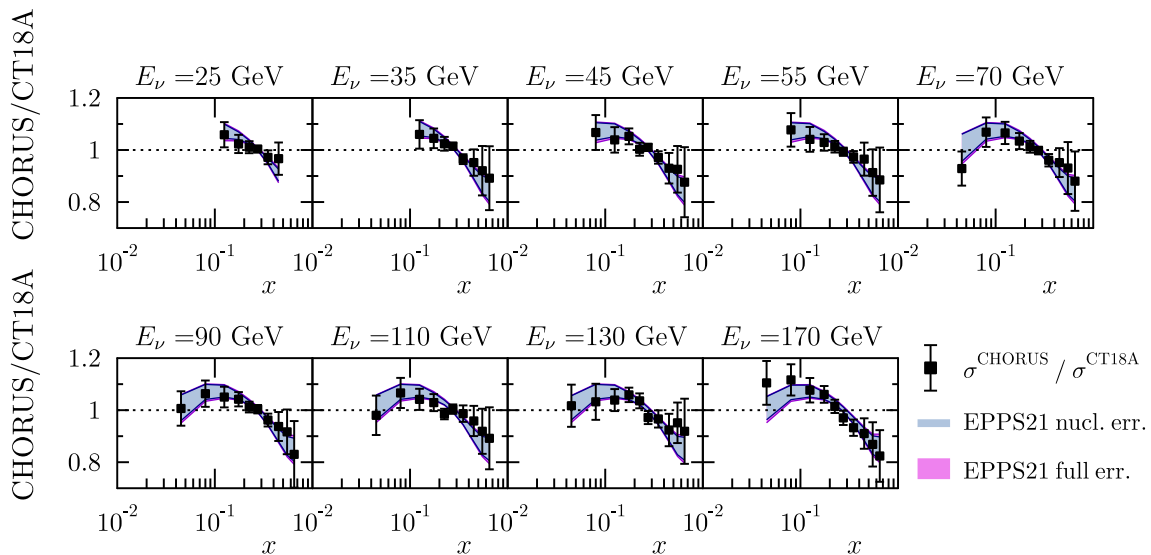 CHORUS/CT18A
E_ν =25 GeV E_ν =35 GeV E_ν =45 GeV E_ν =55 GeV E_ν =70 GeV
1.2
1
0.8
10^-2 10^-1 10^-2 10^-1 10^-2 10^-1 10^-2 10^-1 10^-2 10^-1 10^0
x x x x x
CHORUS/CT18A
E_ν =90 GeV E_ν =110 GeV E_ν =130 GeV E_ν =170 GeV
1.2
1
0.8
10^-2 10^-1 10^-2 10^-1 10^-2 10^-1 10^-2 10^-1 10^0
x x x x
σ^CHORUS / σ^CT18A
EPPS21 nucl. err.
EPPS21 full err.